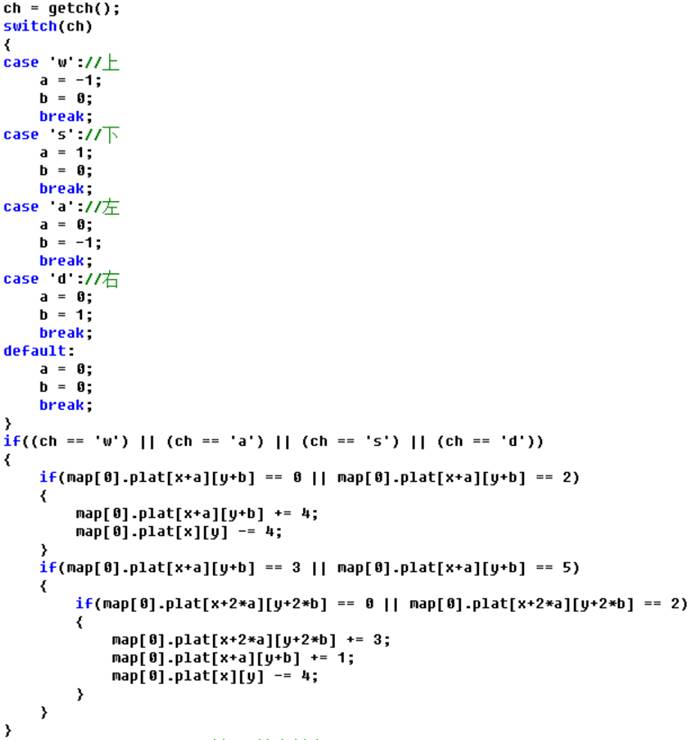 ch = getch();
switch(ch)
{
case 'w'://上
    a = -1;
    b = 0;
    break;
case 's'://下
    a = 1;
    b = 0;
    break;
case 'a'://左
    a = 0;
    b = -1;
    break;
case 'd'://右
    a = 0;
    b = 1;
    break;
default:
    a = 0;
    b = 0;
    break;
}
if((ch == 'w') || (ch == 'a') || (ch == 's') || (ch == 'd'))
{
    if(map[0].plat[x+a][y+b] == 0 || map[0].plat[x+a][y+b] == 2)
    {
        map[0].plat[x+a][y+b] += 4;
        map[0].plat[x][y] -= 4;
    }
    if(map[0].plat[x+a][y+b] == 3 || map[0].plat[x+a][y+b] == 5)
    {
        if(map[0].plat[x+2*a][y+2*b] == 0 || map[0].plat[x+2*a][y+2*b] == 2)
        {
            map[0].plat[x+2*a][y+2*b] += 3;
            map[0].plat[x+a][y+b] += 1;
            map[0].plat[x][y] -= 4;
        }
    }
}